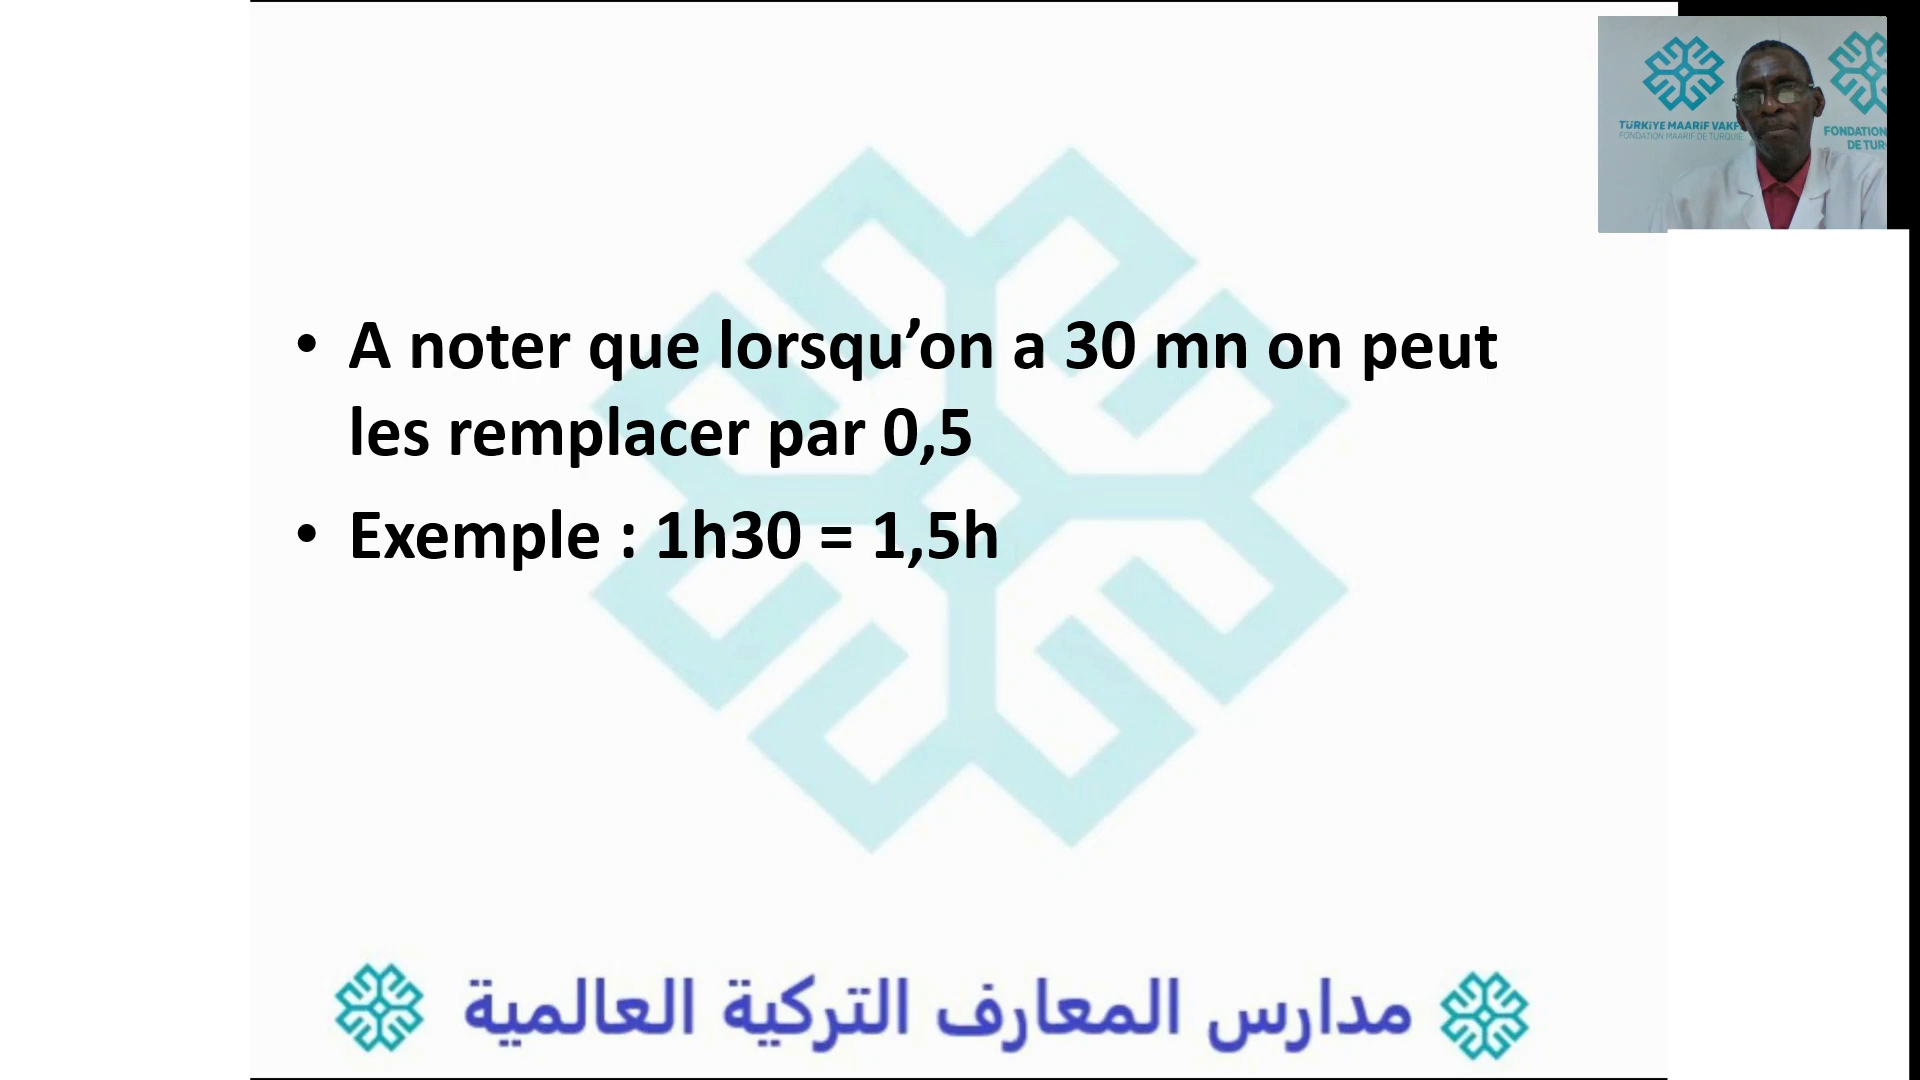 TÜRKİYE MAARİF VAKF
FONDATION MAARIF DE TURQUIE
FONDATION
DE TUR
• A noter que lorsqu’on a 30 mn on peut
les remplacer par 0,5
• Exemple : 1h30 = 1,5h
مدارس المعارف التركية العالمية